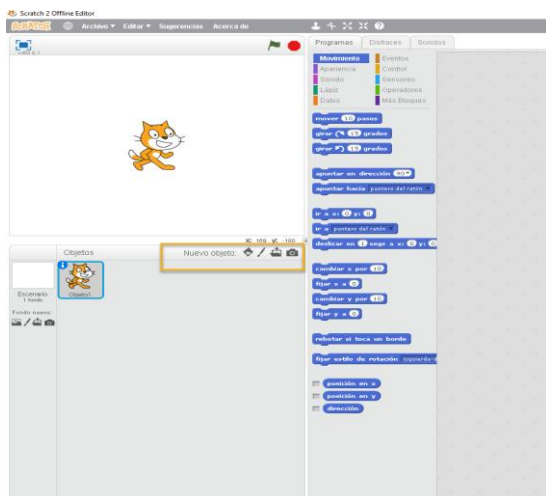 Scratch 2 Offline Editor
SCRATCH Archivo Editar Sugerencias Acerca de
Programas Disfraces Sonidos
Movimiento Eventos
Apariencia Control
Sonido Sensores
Lápiz Operadores
Datos Más Bloques
mover 10 pasos
girar 15 grados
girar 15 grados
apuntar en dirección 90
apuntar hacia puntero del ratón
ir a x: 0 y: 0
ir a puntero del ratón
deslizar en 1 segs a x: 0 y: 0
cambiar x por 10
fijar x a 0
cambiar y por 10
fijar y a 0
rebotar si toca un borde
fijar estilo de rotación izquierda-d
posición en x
posición en y
dirección
Objetos Nuevo objeto:
Objeto1
Escenario
1 fondo
Fondo nuevo: